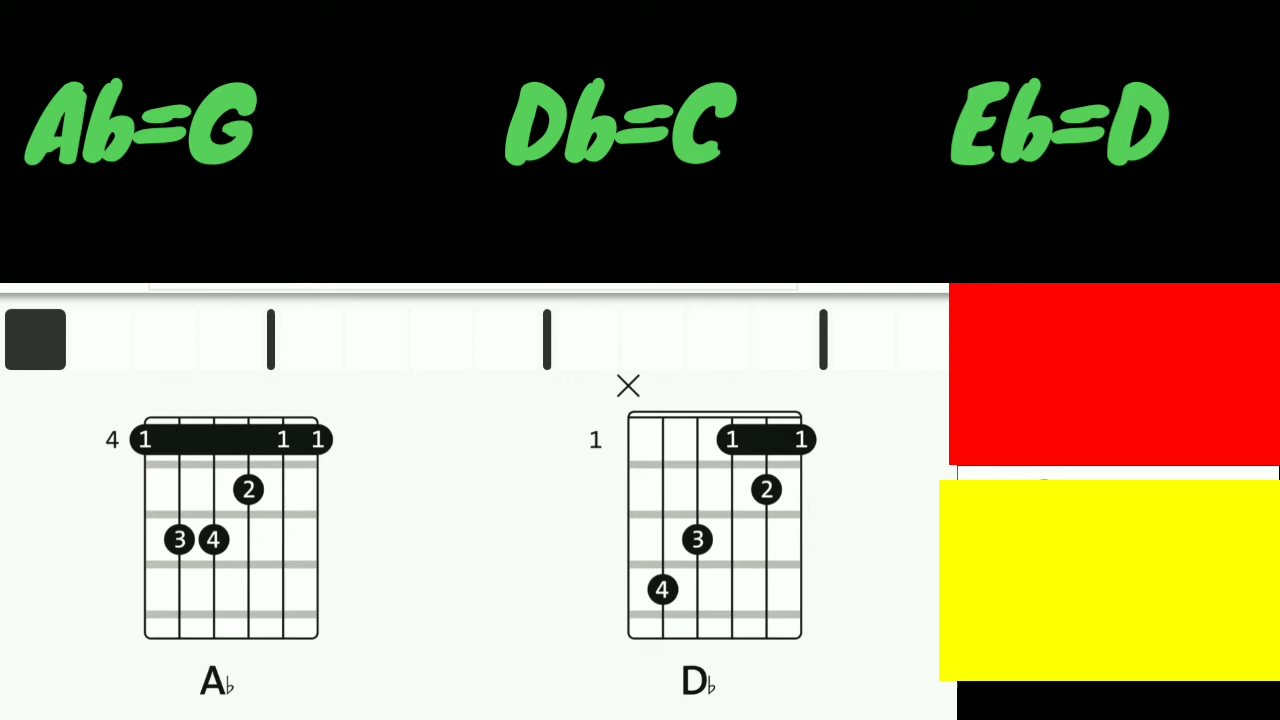 Ab=G Db=C Eb=D
×
4 1 1 1 1 1 1
2 2
3 4 3
4
A♭ D♭